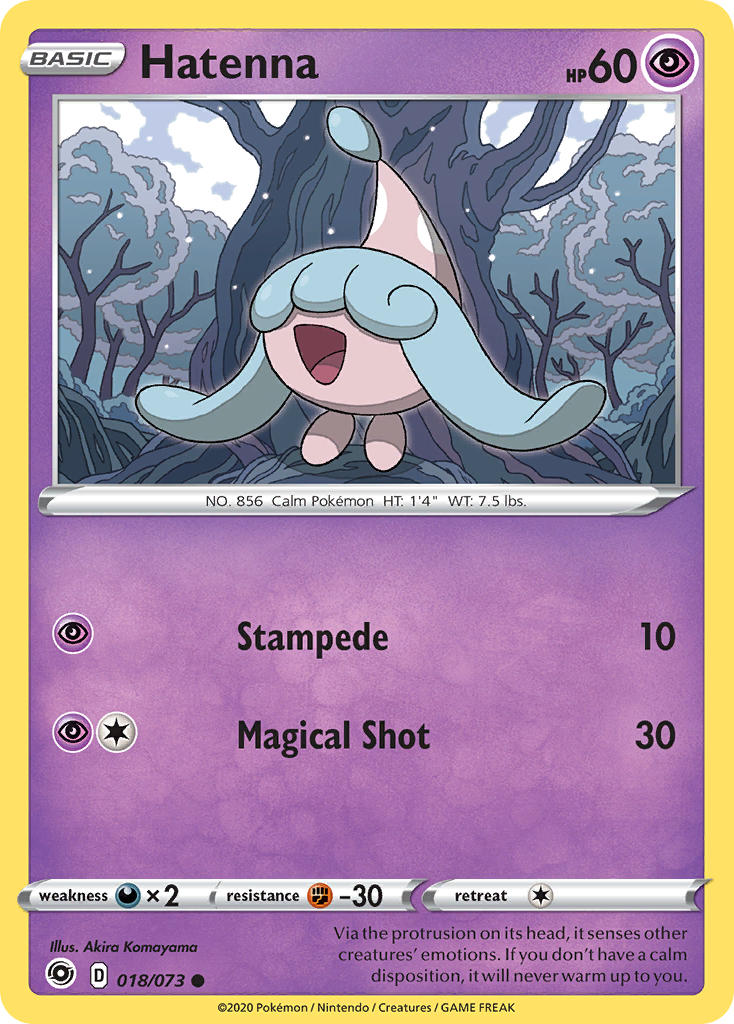 BASIC Hatenna HP60
NO. 856 Calm Pokémon HT: 1'4" WT: 7.5 lbs.
Stampede 10
Magical Shot 30
weakness ×2 resistance -30 retreat
Illus. Akira Komayama
D 018/073
Via the protrusion on its head, it senses other
creatures' emotions. If you don't have a calm
disposition, it will never warm up to you.
©2020 Pokémon / Nintendo / Creatures / GAME FREAK